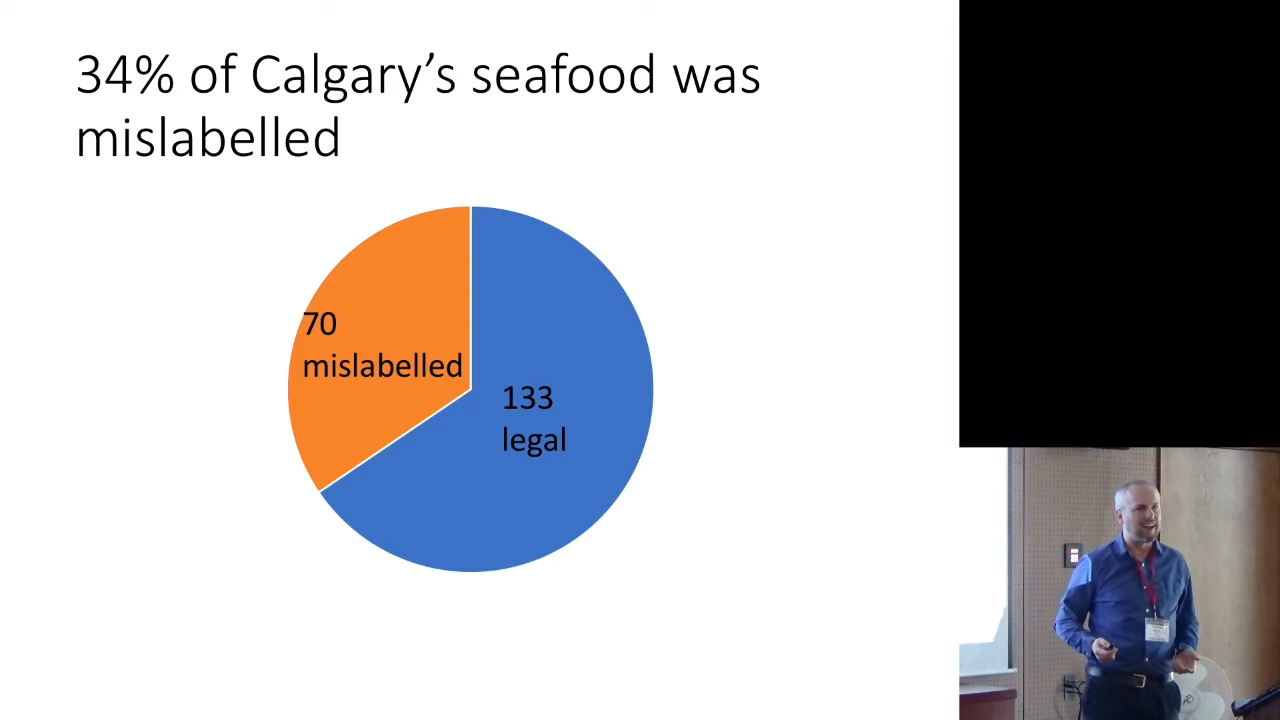 34% of Calgary’s seafood was
mislabelled
70
mislabelled
133
legal